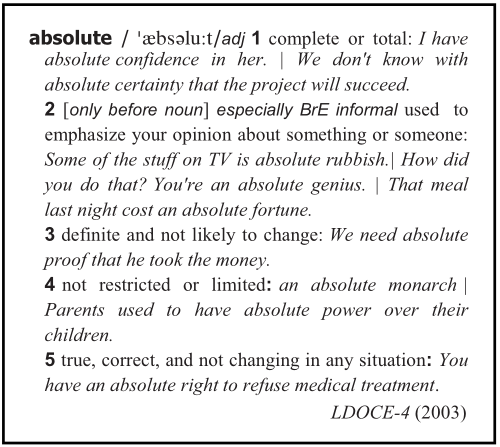 absolute / ˈæbsəluːt/adj 1 complete or total: I have
absolute confidence in her. | We don't know with
absolute certainty that the project will succeed.
2 [only before noun] especially BrE informal used to
emphasize your opinion about something or someone:
Some of the stuff on TV is absolute rubbish.| How did
you do that? You're an absolute genius. | That meal
last night cost an absolute fortune.
3 definite and not likely to change: We need absolute
proof that he took the money.
4 not restricted or limited: an absolute monarch |
Parents used to have absolute power over their
children.
5 true, correct, and not changing in any situation: You
have an absolute right to refuse medical treatment.
LDOCE-4 (2003)